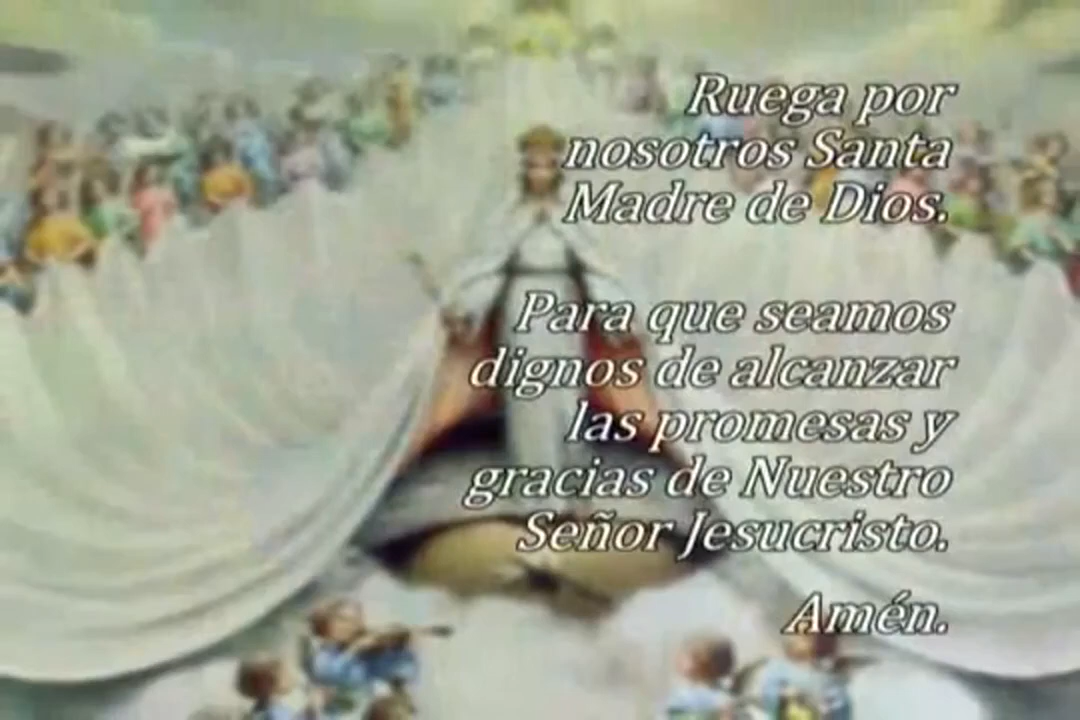 Ruega por
nosotros Santa
Madre de Dios.
Para que seamos
dignos de alcanzar
las promesas y
gracias de Nuestro
Señor Jesucristo.
Amén.